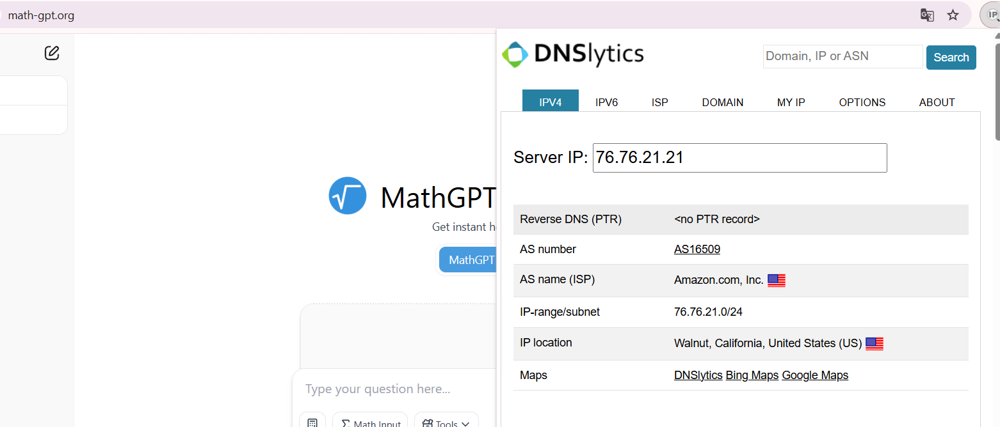 math-gpt.org
IP
DNSlytics
Domain, IP or ASN
Search
IPV4 IPV6 ISP DOMAIN MY IP OPTIONS ABOUT
Server IP: 76.76.21.21
MathGPT
Get instant h
MathGPT
Reverse DNS (PTR) <no PTR record>
AS number AS16509
AS name (ISP) Amazon.com, Inc.
IP-range/subnet 76.76.21.0/24
IP location Walnut, California, United States (US)
Maps DNSlytics Bing Maps Google Maps
Type your question here...
Math Input Tools